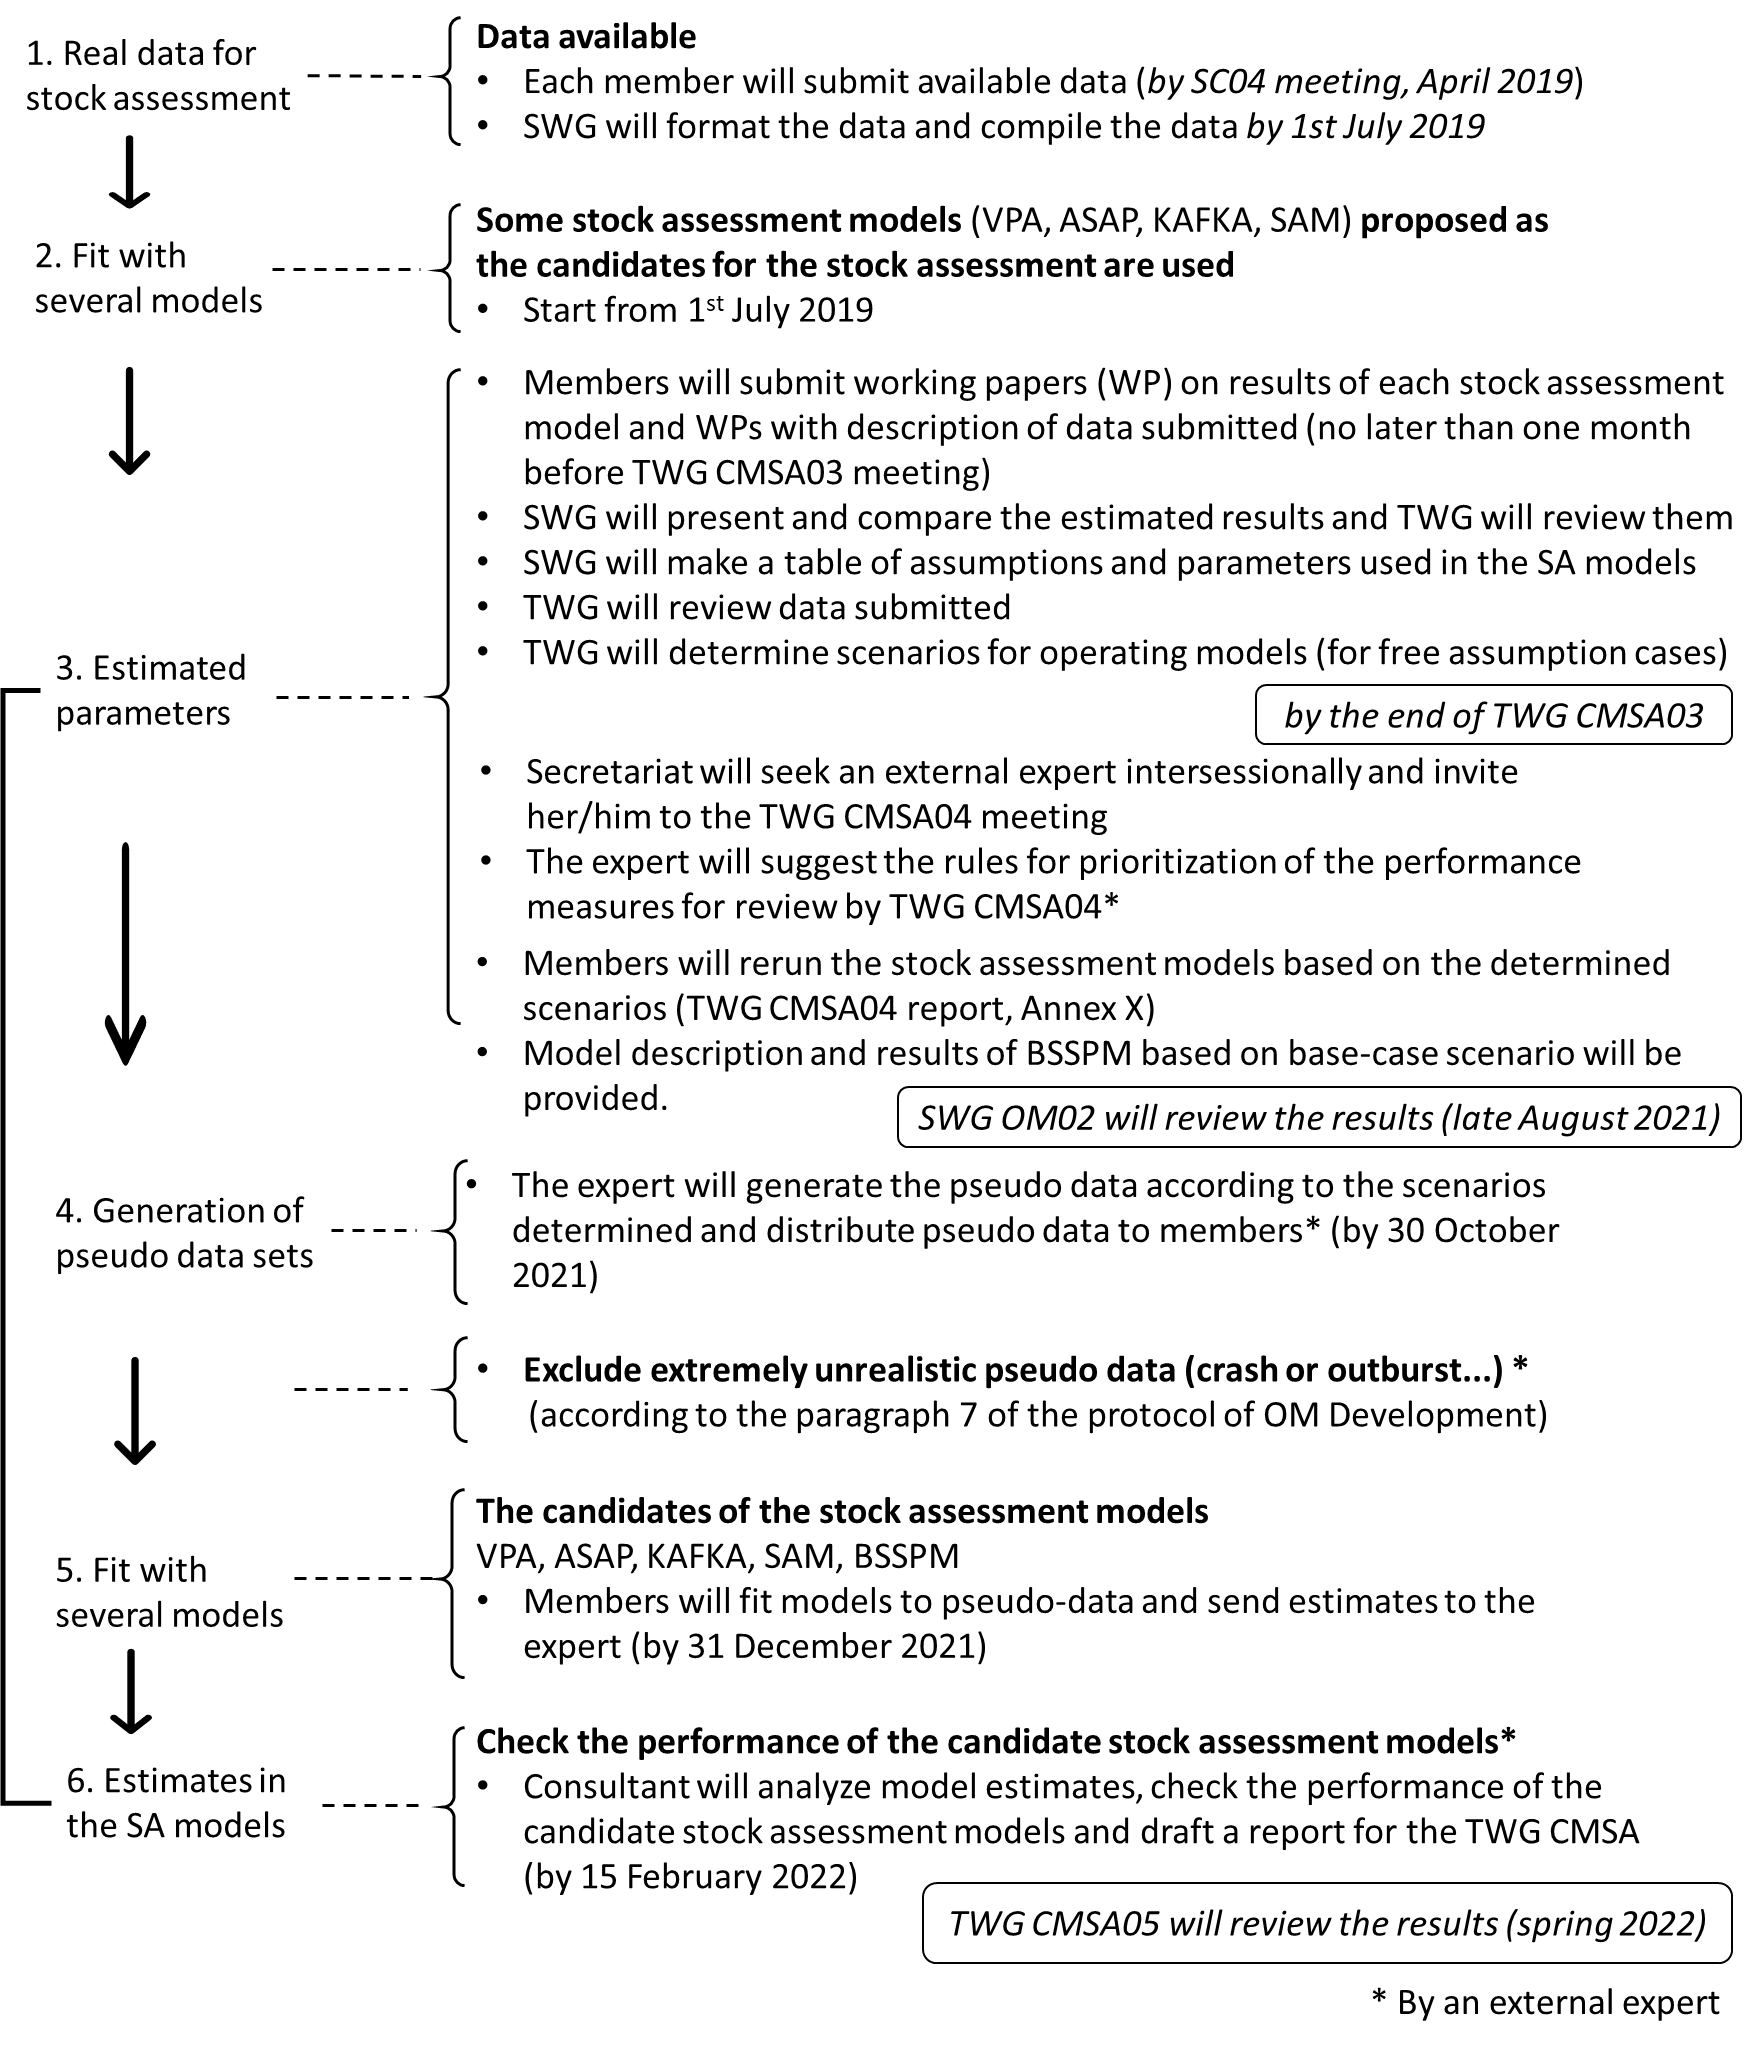 1. Real data for
stock assessment
Data available
• Each member will submit available data (by SC04 meeting, April 2019)
• SWG will format the data and compile the data by 1st July 2019
2. Fit with
several models
Some stock assessment models (VPA, ASAP, KAFKA, SAM) proposed as
the candidates for the stock assessment are used
• Start from 1st July 2019
3. Estimated
parameters
• Members will submit working papers (WP) on results of each stock assessment
model and WPs with description of data submitted (no later than one month
before TWG CMSA03 meeting)
• SWG will present and compare the estimated results and TWG will review them
• SWG will make a table of assumptions and parameters used in the SA models
• TWG will review data submitted
• TWG will determine scenarios for operating models (for free assumption cases)
by the end of TWG CMSA03
• Secretariat will seek an external expert intersessionally and invite
her/him to the TWG CMSA04 meeting
• The expert will suggest the rules for prioritization of the performance
measures for review by TWG CMSA04*
• Members will rerun the stock assessment models based on the determined
scenarios (TWG CMSA04 report, Annex X)
• Model description and results of BSSPM based on base-case scenario will be
provided.
SWG OM02 will review the results (late August 2021)
4. Generation of
pseudo data sets
• The expert will generate the pseudo data according to the scenarios
determined and distribute pseudo data to members* (by 30 October
2021)
• Exclude extremely unrealistic pseudo data (crash or outburst...) *
(according to the paragraph 7 of the protocol of OM Development)
5. Fit with
several models
The candidates of the stock assessment models
VPA, ASAP, KAFKA, SAM, BSSPM
• Members will fit models to pseudo-data and send estimates to the
expert (by 31 December 2021)
6. Estimates in
the SA models
Check the performance of the candidate stock assessment models*
• Consultant will analyze model estimates, check the performance of the
candidate stock assessment models and draft a report for the TWG CMSA
(by 15 February 2022)
TWG CMSA05 will review the results (spring 2022)
* By an external expert